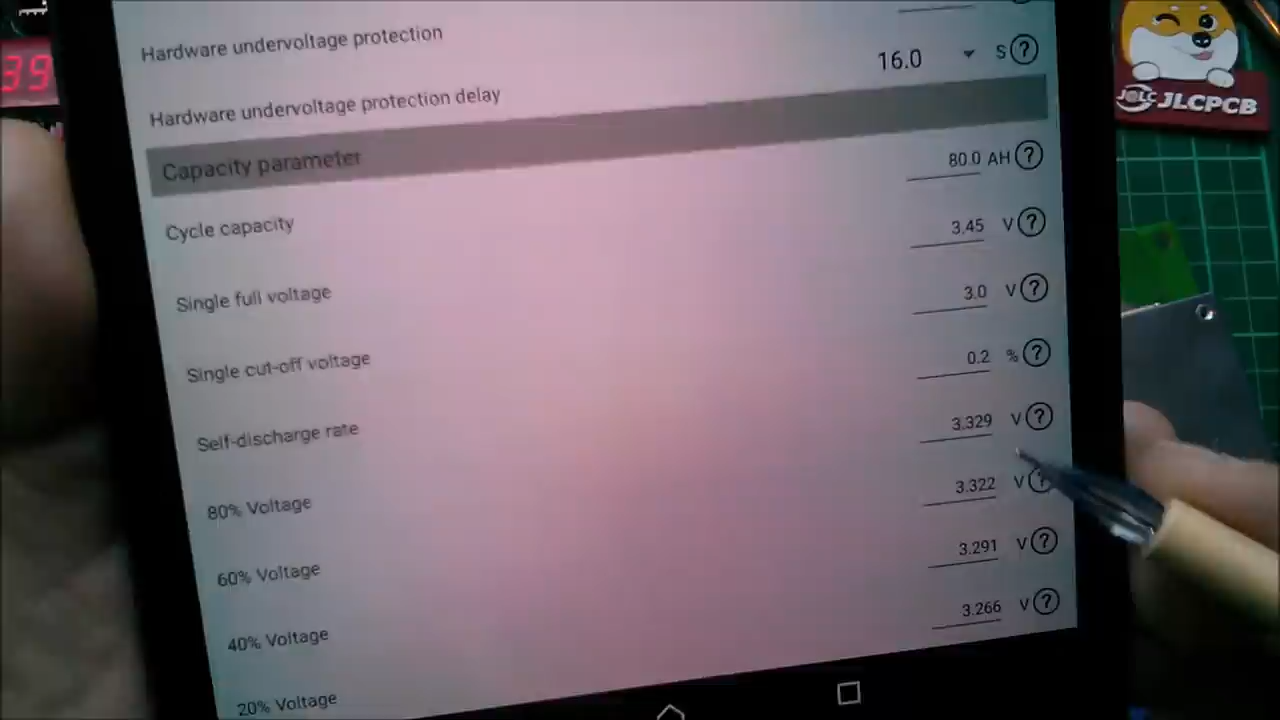 39
Hardware undervoltage protection
Hardware undervoltage protection delay 16.0 S ?
Capacity parameter
Cycle capacity 80.0 AH ?
Single full voltage 3.45 V ?
Single cut-off voltage 3.0 V ?
Self-discharge rate 0.2 % ?
80% Voltage 3.329 V ?
60% Voltage 3.322 V ?
40% Voltage 3.291 V ?
20% Voltage 3.266 V ?
JLC JLCPCB